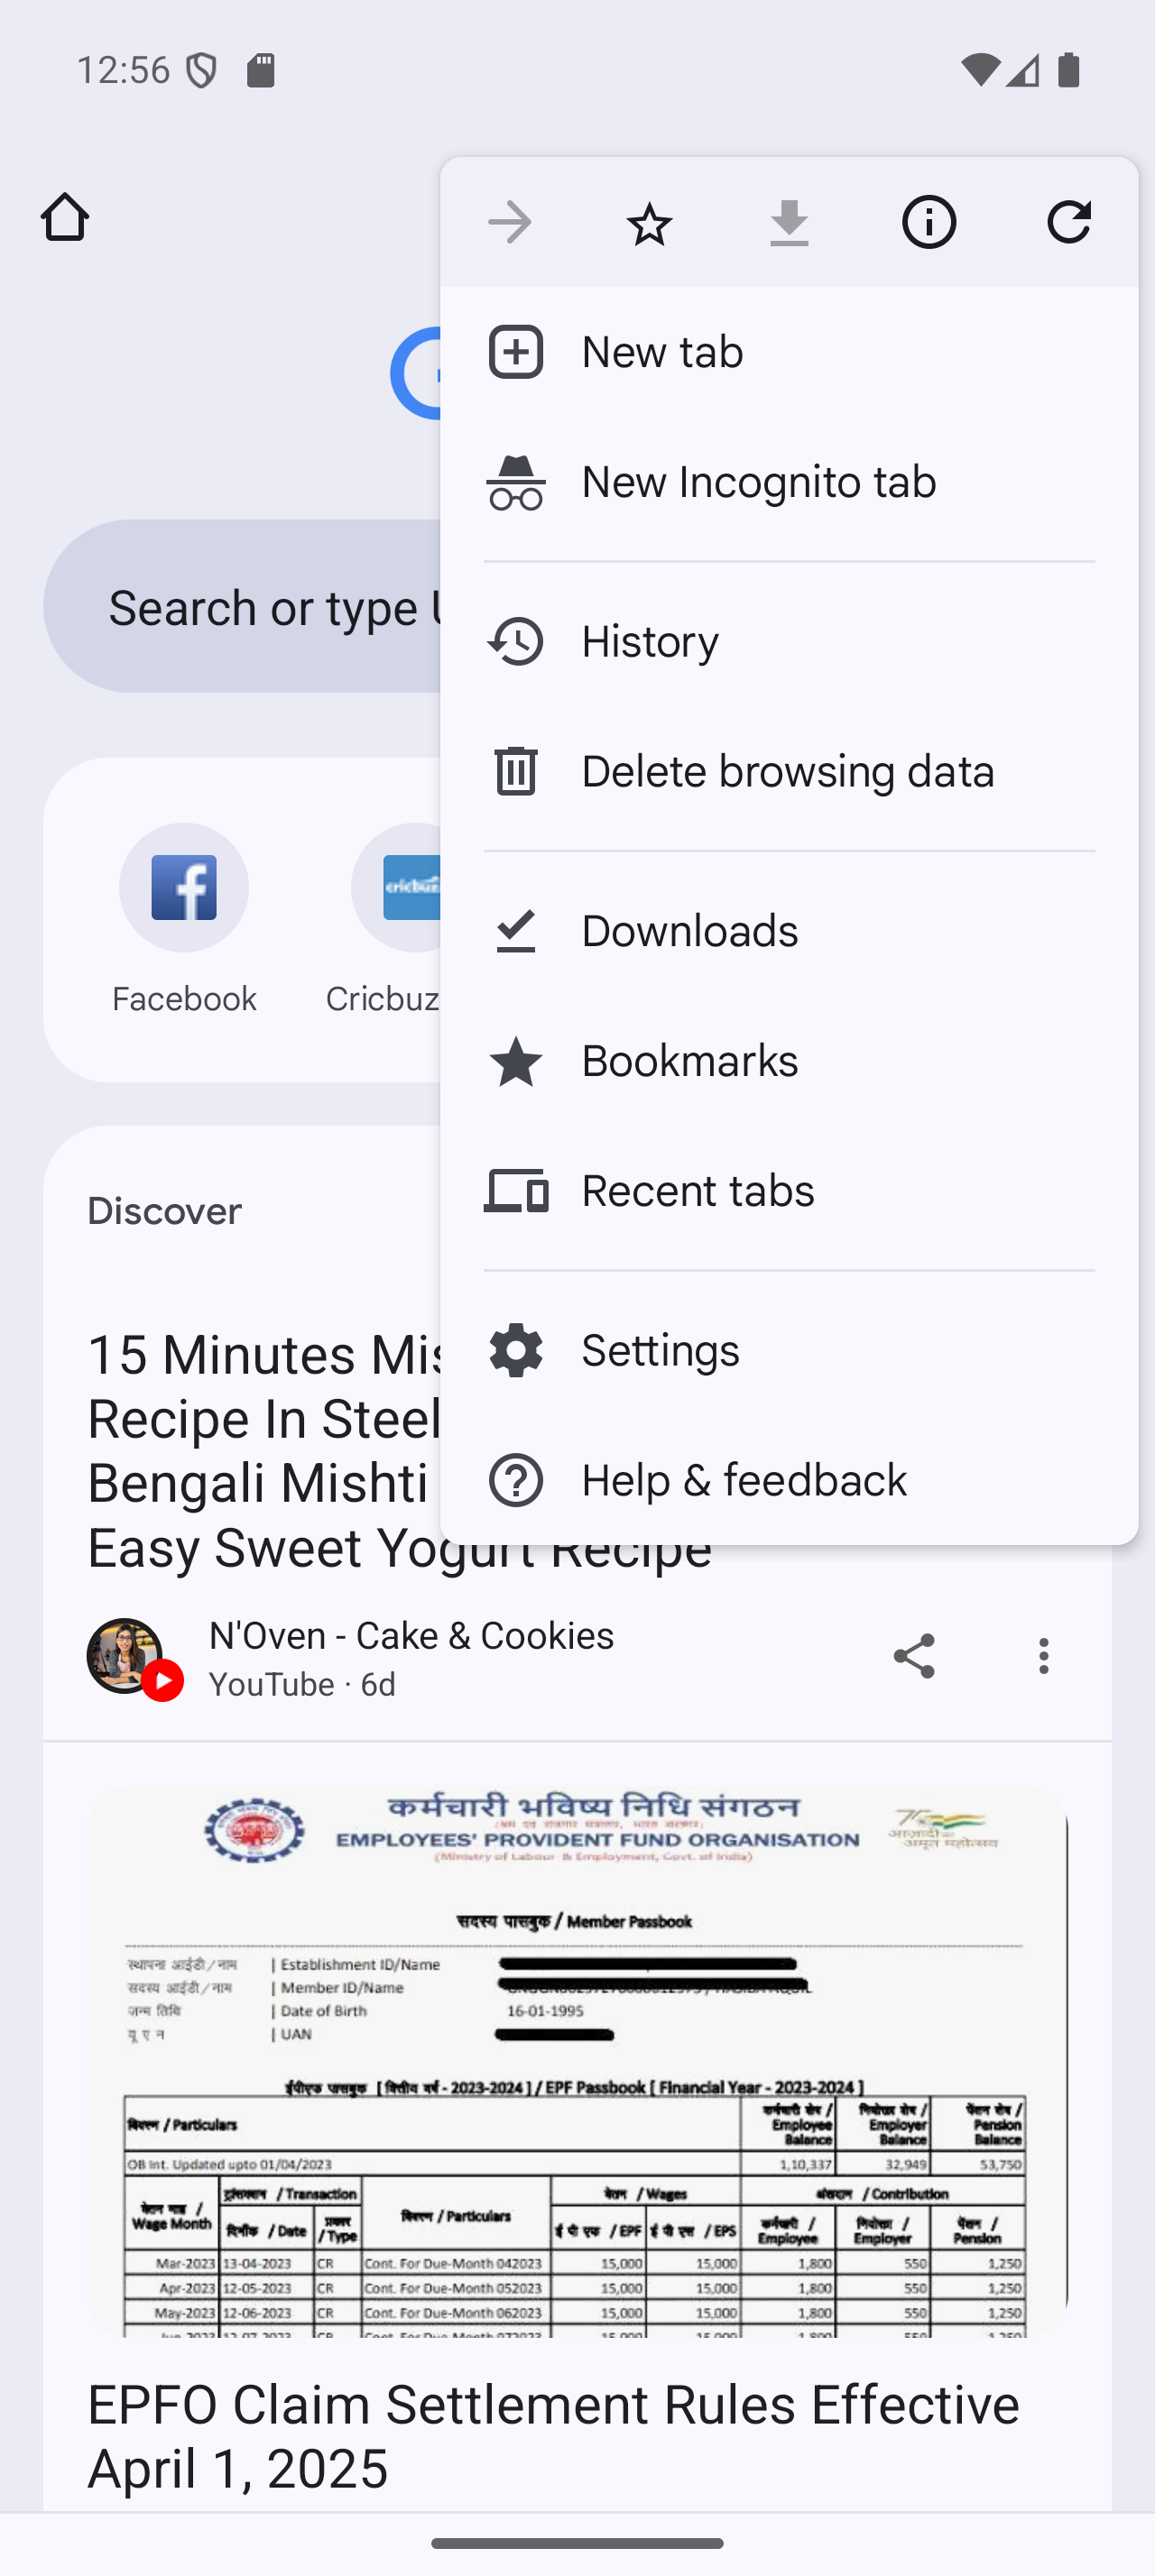 12:56
New tab
New Incognito tab
Search or type
History
Delete browsing data
cricbuz
Facebook
Cricbuz
Downloads
Bookmarks
Recent tabs
Discover
Settings
Help & feedback
15 Minutes Mis
Recipe In Steel
Bengali Mishti
Easy Sweet Yogurt Recipe
N'Oven - Cake & Cookies
YouTube · 6d
कर्मचारी भविष्य निधि संगठन
EMPLOYEES' PROVIDENT FUND ORGANISATION
(Ministry of Labour & Employment, Govt. of India)
आज़ादी का
अमृत महोत्सव
सदस्य पासबुक / Member Passbook
स्थापना आईडी/नाम | Establishment ID/Name
सदस्य आईडी/नाम | Member ID/Name
जन्म तिथि | Date of Birth 16-01-1995
यू ए न | UAN
ईपीएफ पासबुक [ वित्तीय वर्ष - 2023-2024 ] / EPF Passbook [ Financial Year - 2023-2024 ]
विवरण / Particulars
कर्मचारी शेष / Employee Balance
नियोक्ता शेष / Employer Balance
पेंशन शेष / Pension Balance
OB Int. Updated upto 01/04/2023 1,10,337 32,949 53,750
वेतन माह / Wage Month
/ Transaction
दिनाँक / Date
प्रकार / Type
विवरण / Particulars
वेतन / Wages
ई पी एफ / EPF ई पी एस / EPS
अंशदान / Contribution
कर्मचारी / Employee
नियोक्ता / Employer
पेंशन / Pension
Mar-2023 13-04-2023 CR Cont. For Due-Month 042023 15,000 15,000 1,800 550 1,250
Apr-2023 12-05-2023 CR Cont. For Due-Month 052023 15,000 15,000 1,800 550 1,250
May-2023 12-06-2023 CR Cont. For Due-Month 062023 15,000 15,000 1,800 550 1,250
EPFO Claim Settlement Rules Effective
April 1, 2025